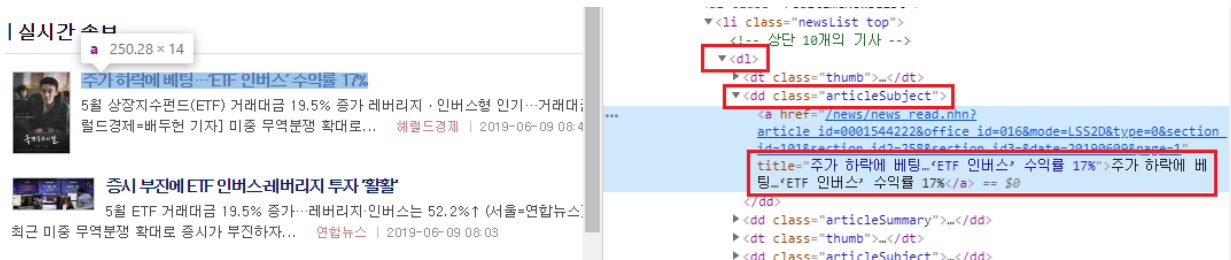 실시간 속보
a 250.28 × 14
주가 하락에 베팅…‘ETF 인버스’ 수익률 17%
5월 상장지수펀드(ETF) 거래대금 19.5% 증가 레버리지ㆍ인버스형 인기…거래대금
럴드경제=배두헌 기자] 미중 무역분쟁 확대로... 헤럴드경제 | 2019-06-09 08:4
증시 부진에 ETF 인버스·레버리지 투자 '활활'
5월 ETF 거래대금 19.5% 증가…레버리지·인버스는 52.2%↑ (서울=연합뉴스)
최근 미중 무역분쟁 확대로 증시가 부진하자... 연합뉴스 | 2019-06-09 08:03
▼<li class="newsList top">
<!-- 상단 10개의 기사 -->
▼<dl>
▶<dt class="thumb">…</dt>
▼<dd class="articleSubject">
<a href="/news/news_read.nhn?
article_id=0001544222&office_id=016&mode=LSS2D&type=0&section_
id=101&section_id2=258&section_id3=&date=20190609&page=1"
title="주가 하락에 베팅…‘ETF 인버스’ 수익률 17%">주가 하락에 베
팅…‘ETF 인버스’ 수익률 17%</a> == $0
</dd>
▶<dd class="articleSummary">…</dd>
▶<dt class="thumb">…</dt>
▶<dd class="articleSubject">…</dd>